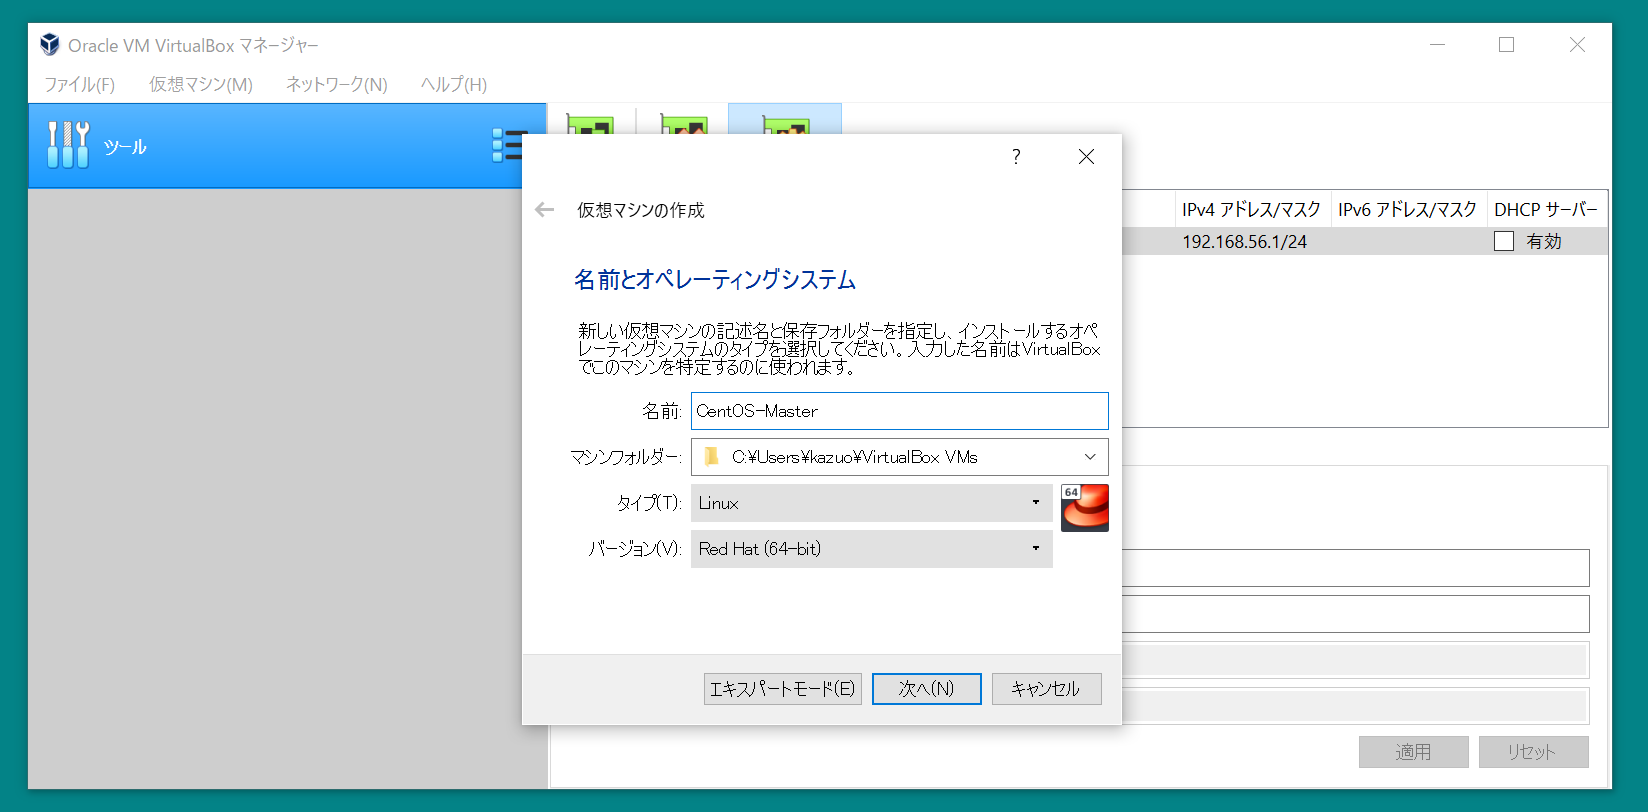 Oracle VM VirtualBox マネージャー
ファイル(F) 仮想マシン(M) ネットワーク(N) ヘルプ(H)
ツール
?
仮想マシンの作成
名前とオペレーティングシステム
新しい仮想マシンの記述名と保存フォルダーを指定し、インストールするオペ
レーティングシステムのタイプを選択してください。入力した名前はVirtualBox
でこのマシンを特定するのに使われます。
名前: CentOS-Master
マシンフォルダー: C:¥Users¥kazuo¥VirtualBox VMs
タイプ(T): Linux
64
バージョン(V): Red Hat (64-bit)
エキスパートモード(E) 次へ(N) キャンセル
IPv4 アドレス/マスク IPv6 アドレス/マスク DHCP サーバー
192.168.56.1/24 有効
適用 リセット